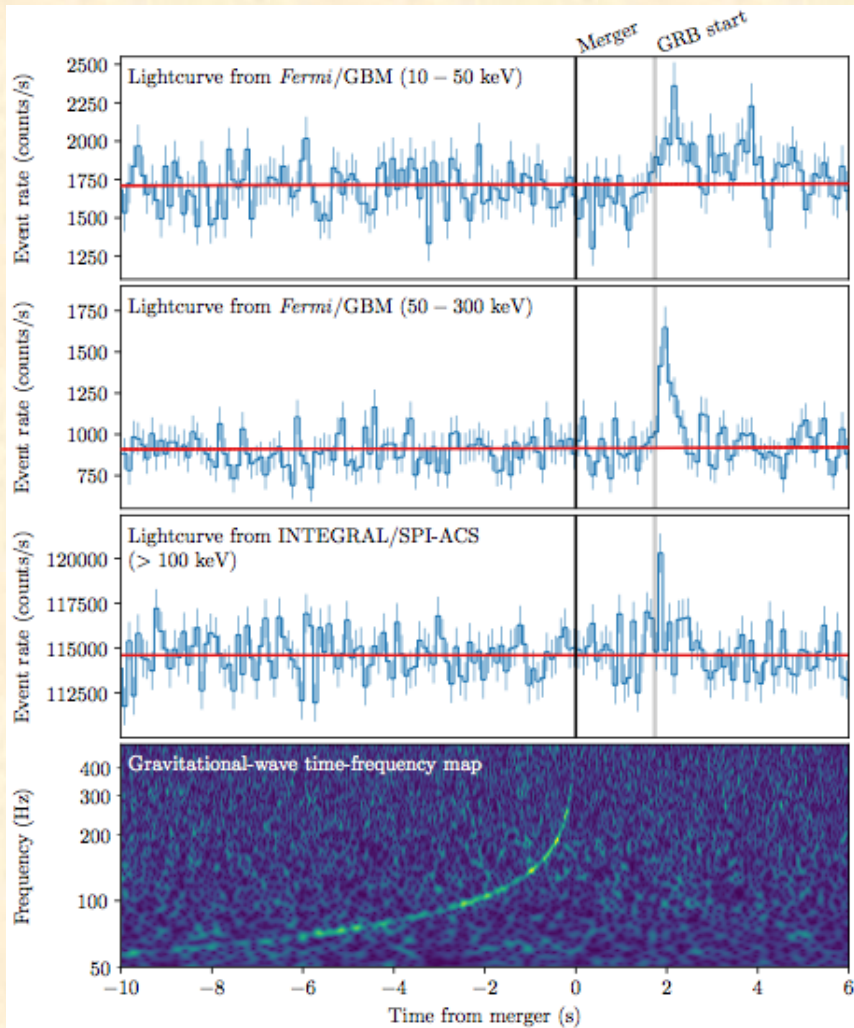 Merger
GRB start
Lightcurve from Fermi/GBM (10 − 50 keV)
Event rate (counts/s)
2500
2250
2000
1750
1500
1250
Lightcurve from Fermi/GBM (50 − 300 keV)
Event rate (counts/s)
1750
1500
1250
1000
750
Lightcurve from INTEGRAL/SPI-ACS
(> 100 keV)
Event rate (counts/s)
120000
117500
115000
112500
Gravitational-wave time-frequency map
Frequency (Hz)
400
300
200
100
50
−10 −8 −6 −4 −2 0 2 4 6
Time from merger (s)